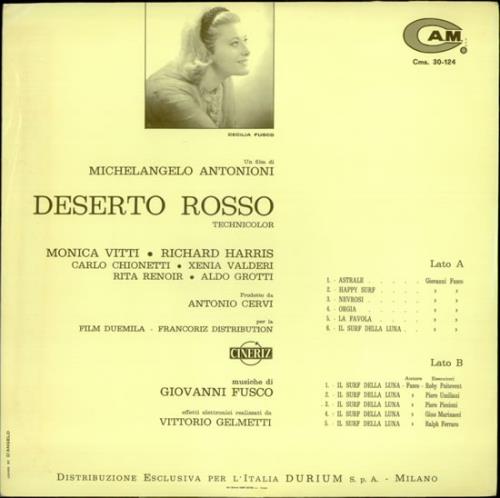 CAM
®
Cms. 30-124
CECILIA FUSCO
Un film di
MICHELANGELO ANTONIONI
DESERTO ROSSO
TECHNICOLOR
MONICA VITTI • RICHARD HARRIS
CARLO CHIONETTI • XENIA VALDERI
RITA RENOIR • ALDO GROTTI
Prodotto da
ANTONIO CERVI
per la
FILM DUEMILA - FRANCORIZ DISTRIBUTION
CINERIZ
musiche di
GIOVANNI FUSCO
effetti elettronici realizzati da
VITTORIO GELMETTI
Lato A
1. - ASTRALE . . . . . Giovanni Fusco
2. - HAPPY SURF . . . . » »
3. - NEVROSI . . . . . » »
4. - ORGIA . . . . . » »
5. - LA FAVOLA . . . . » »
6. - IL SURF DELLA LUNA . . » »
Lato B
Autore Esecutori
1. - IL SURF DELLA LUNA - Fusco - Roby Poitevent
2. - IL SURF DELLA LUNA » Piero Umiliani
3. - IL SURF DELLA LUNA » Piero Piccioni
4. - IL SURF DELLA LUNA » Gino Marinacci
5. - IL SURF DELLA LUNA » Ralph Ferraro
D'ANGELO
DISTRIBUZIONE ESCLUSIVA PER L'ITALIA DURIUM S. p. A. - MILANO